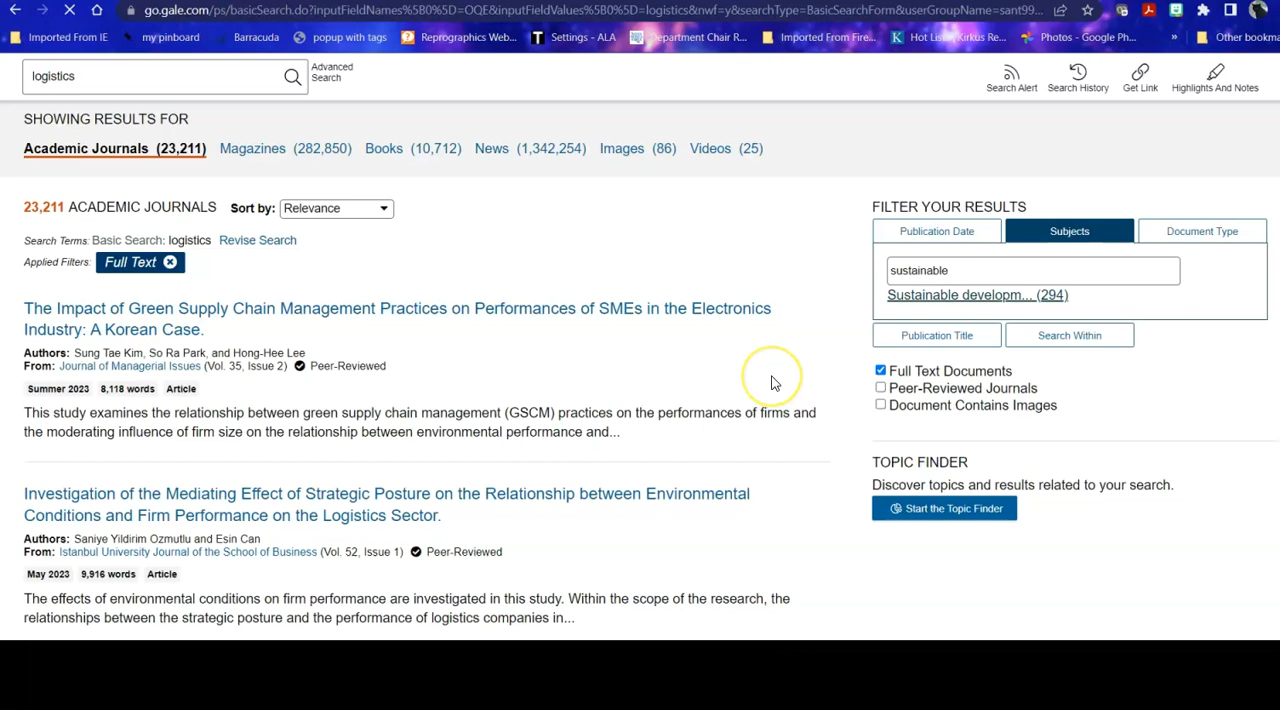 go.gale.com/ps/basicSearch.do?inputFieldNames%5B0%5D=OQE&inputFieldValues%5B0%5D=logistics&nwf=y&searchType=BasicSearchForm&userGroupName=sant99...
Imported From IE my pinboard Barracuda popup with tags Reprographics Web... Settings - ALA Department Chair R... Imported From Fire... Hot List | Kirkus Re... Photos - Google Ph... » Other bookma
logistics
Advanced
Search
Search Alert Search History Get Link Highlights And Notes
SHOWING RESULTS FOR
Academic Journals (23,211) Magazines (282,850) Books (10,712) News (1,342,254) Images (86) Videos (25)
23,211 ACADEMIC JOURNALS Sort by: Relevance
Search Terms: Basic Search: logistics Revise Search
Applied Filters: Full Text
The Impact of Green Supply Chain Management Practices on Performances of SMEs in the Electronics
Industry: A Korean Case.
Authors: Sung Tae Kim, So Ra Park, and Hong-Hee Lee
From: Journal of Managerial Issues (Vol. 35, Issue 2) Peer-Reviewed
Summer 2023 8,118 words Article
This study examines the relationship between green supply chain management (GSCM) practices on the performances of firms and
the moderating influence of firm size on the relationship between environmental performance and...
Investigation of the Mediating Effect of Strategic Posture on the Relationship between Environmental
Conditions and Firm Performance on the Logistics Sector.
Authors: Saniye Yildirim Ozmutlu and Esin Can
From: Istanbul University Journal of the School of Business (Vol. 52, Issue 1) Peer-Reviewed
May 2023 9,916 words Article
The effects of environmental conditions on firm performance are investigated in this study. Within the scope of the research, the
relationships between the strategic posture and the performance of logistics companies in...
FILTER YOUR RESULTS
Publication Date Subjects Document Type
sustainable
Sustainable developm... (294)
Publication Title Search Within
Full Text Documents
Peer-Reviewed Journals
Document Contains Images
TOPIC FINDER
Discover topics and results related to your search.
Start the Topic Finder